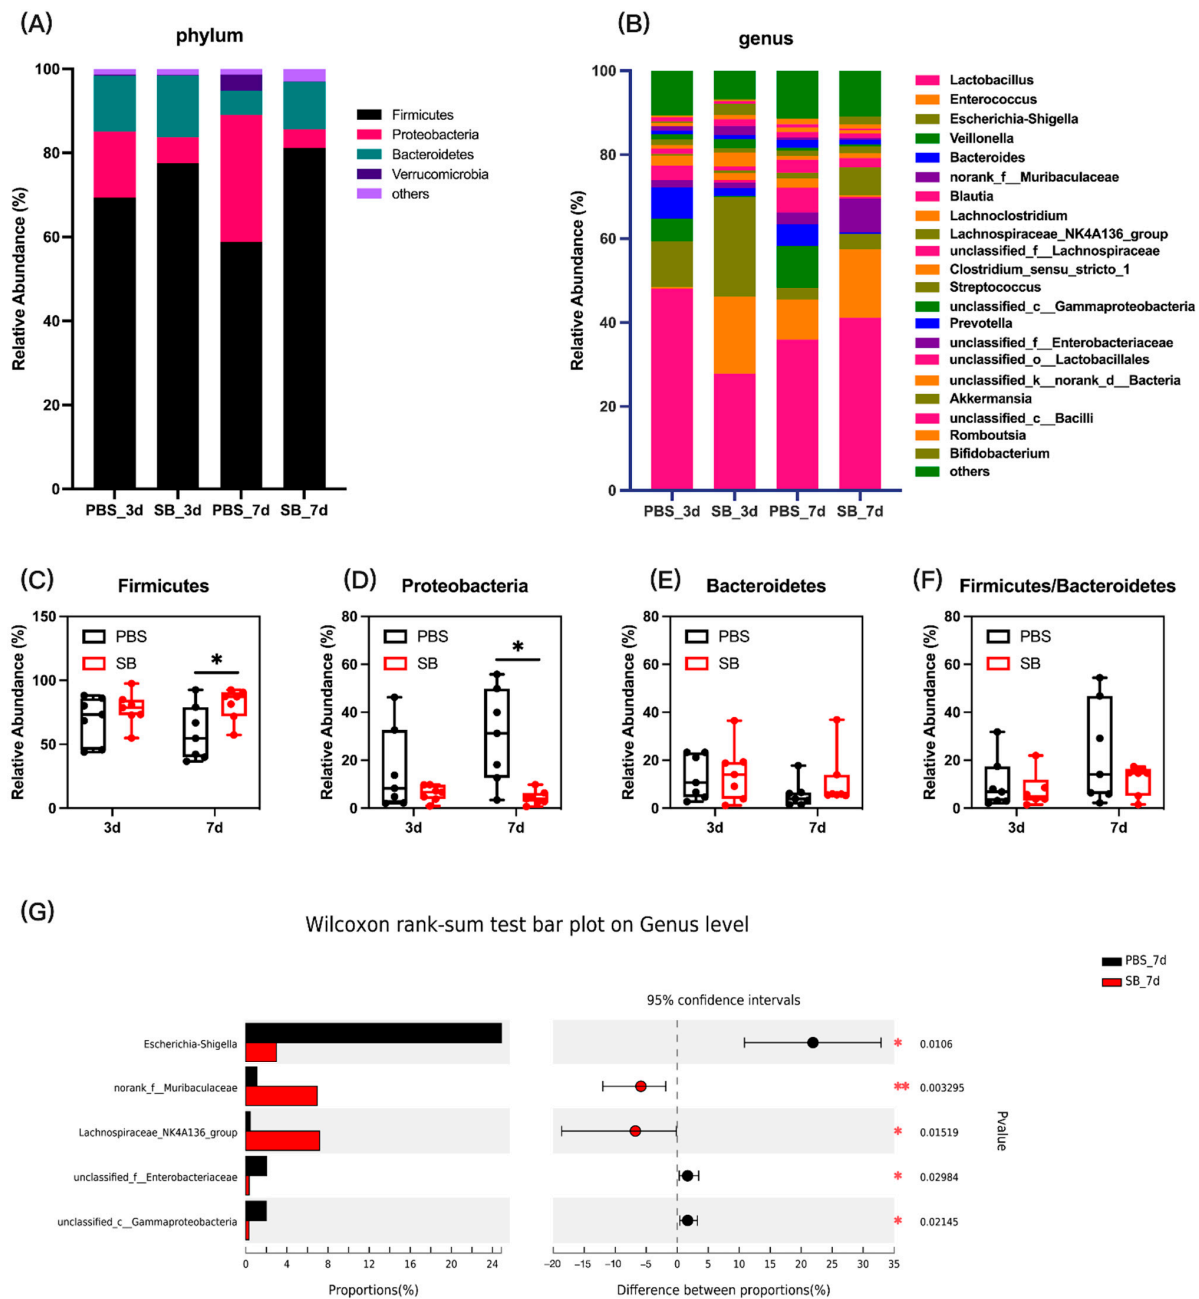 (A)
phylum
Relative Abundance (%)
100
80
60
40
20
0
PBS_3d SB_3d PBS_7d SB_7d
Firmicutes
Proteobacteria
Bacteroidetes
Verrucomicrobia
others
(B)
genus
Relative Abundance (%)
100
80
60
40
20
0
PBS_3d SB_3d PBS_7d SB_7d
Lactobacillus
Enterococcus
Escherichia-Shigella
Veillonella
Bacteroides
norank_f__Muribaculaceae
Blautia
Lachnoclostridium
Lachnospiraceae_NK4A136_group
unclassified_f__Lachnospiraceae
Clostridium_sensu_stricto_1
Streptococcus
unclassified_c__Gammaproteobacteria
Prevotella
unclassified_f__Enterobacteriaceae
unclassified_o__Lactobacillales
unclassified_k__norank_d__Bacteria
Akkermansia
unclassified_c__Bacilli
Romboutsia
Bifidobacterium
others
(C)
Firmicutes
Relative Abundance (%)
150
100
50
0
PBS
SB
*
3d 7d
(D)
Proteobacteria
Relative Abundance (%)
80
60
40
20
0
PBS
SB
*
3d 7d
(E)
Bacteroidetes
Relative Abundance (%)
80
60
40
20
0
PBS
SB
3d 7d
(F)
Firmicutes/Bacteroidetes
Relative Abundance (%)
80
60
40
20
0
PBS
SB
3d 7d
(G)
Wilcoxon rank-sum test bar plot on Genus level
PBS_7d
SB_7d
95% confidence intervals
Escherichia-Shigella * 0.0106
norank_f__Muribaculaceae ** 0.003295
Lachnospiraceae_NK4A136_group * 0.01519
unclassified_f__Enterobacteriaceae * 0.02984
unclassified_c__Gammaproteobacteria * 0.02145
Pvalue
0 4 8 12 16 20 24
Proportions(%)
−20 −15 −10 −5 0 5 10 15 20 25 30 35
Difference between proportions(%)